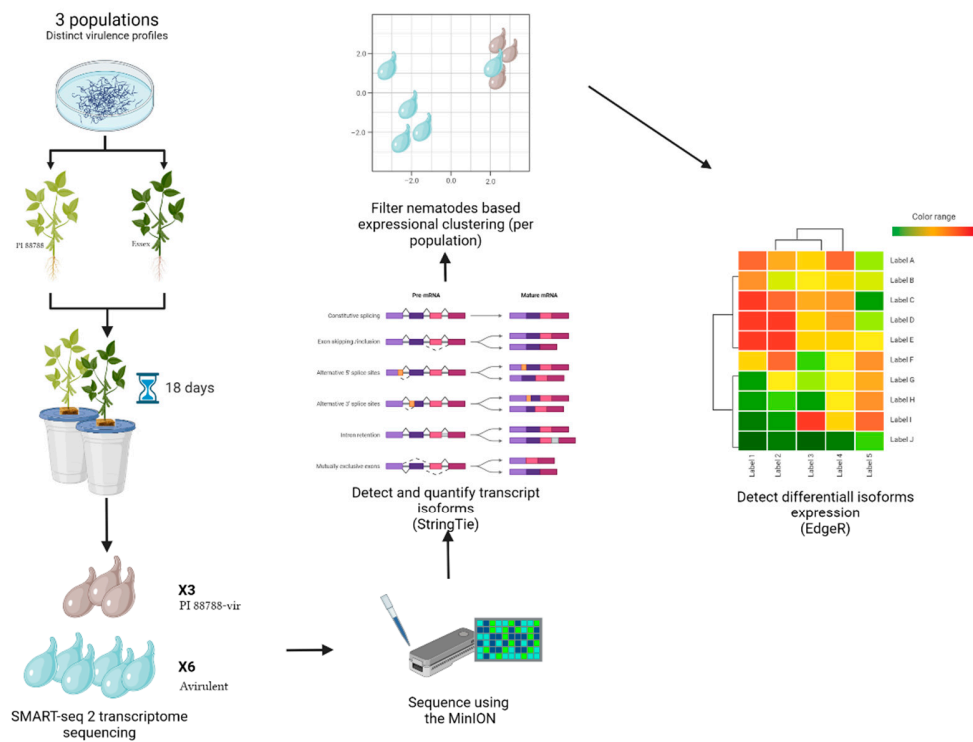 3 populations
Distinct virulence profiles
PI 88788
Essex
18 days
X3
PI 88788-vir
X6
Avirulent
SMART-seq 2 transcriptome
sequencing
Sequence using
the MinION
Pre mRNA
Mature mRNA
Constitutive splicing
Exon skipping /inclusion
Alternative 5' splice sites
Alternative 3' splice sites
Intron retention
Mutually exclusive exons
Detect and quantify transcript
isoforms
(StringTie)
2.0
0.0
−2.0
−2.0
0.0
2.0
Filter nematodes based
expressional clustering (per
population)
Color range
Label A
Label B
Label C
Label D
Label E
Label F
Label G
Label H
Label I
Label J
Label 1
Label 2
Label 3
Label 4
Label 5
Detect differentiall isoforms
expression
(EdgeR)